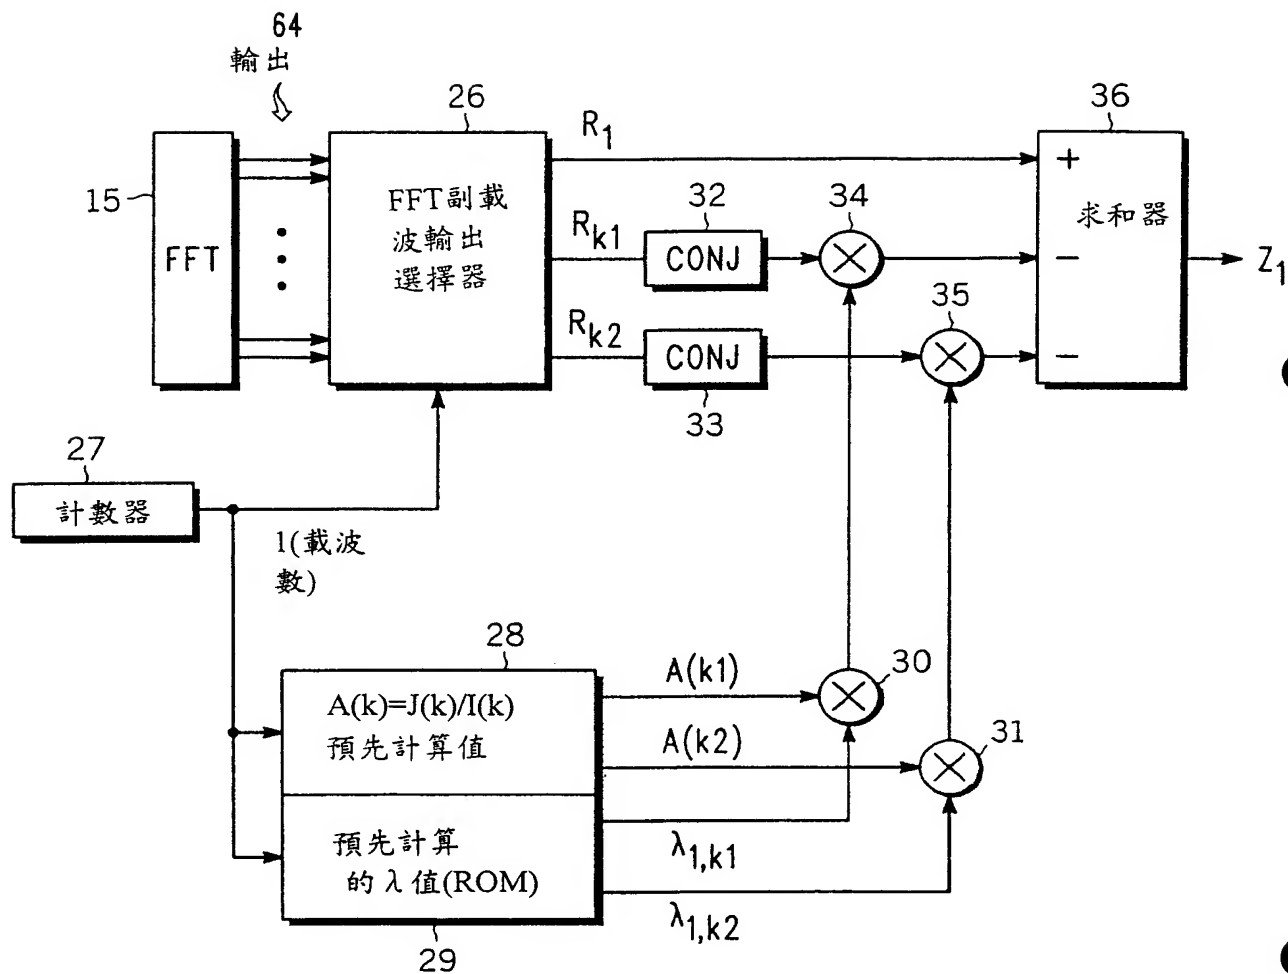 64
輸出
26
R1
36
15
FFT
FFT副載
波輸出
選擇器
Rk1
32
CONJ
34
+
求和器
−
Z1
Rk2
CONJ
33
35
−
27
計數器
1(載波
數)
28
A(k)=J(k)/I(k)
預先計算值
A(k1)
30
A(k2)
31
預先計算
的λ值(ROM)
λ1,k1
λ1,k2
29